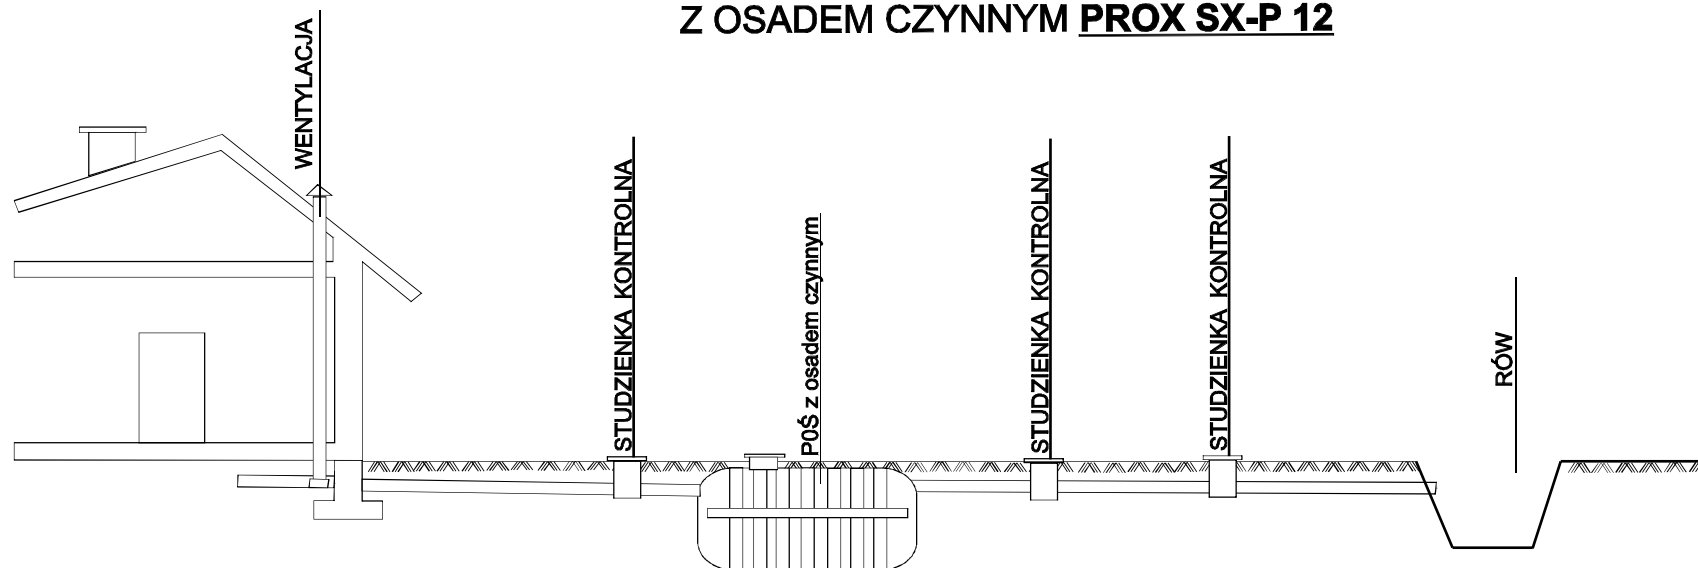 Z OSADEM CZYNNYM PROX SX-P 12
WENTYLACJA
STUDZIENKA KONTROLNA
P0Ś z osadem czynnym
STUDZIENKA KONTROLNA
STUDZIENKA KONTROLNA
RÓW